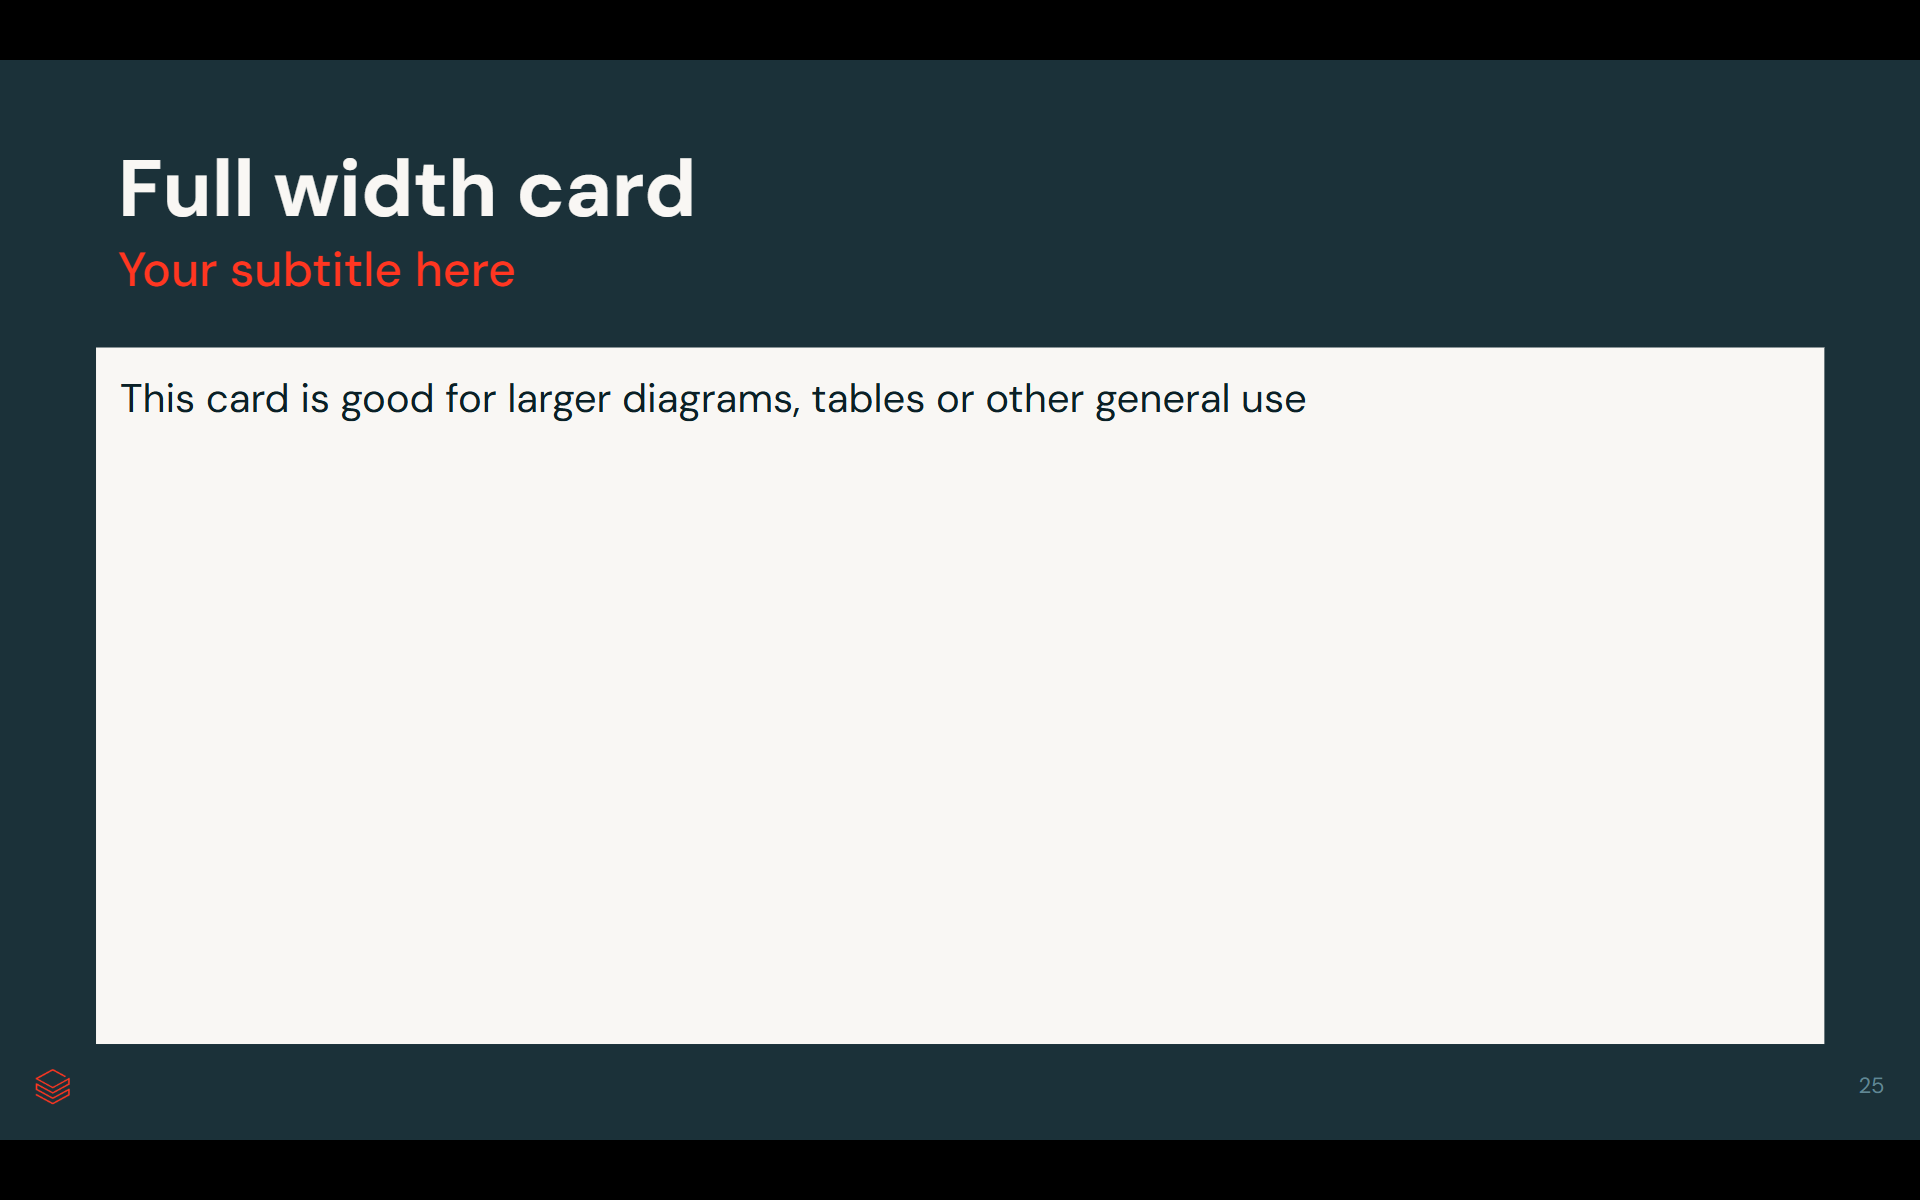 Full width card
Your subtitle here
This card is good for larger diagrams, tables or other general use
25